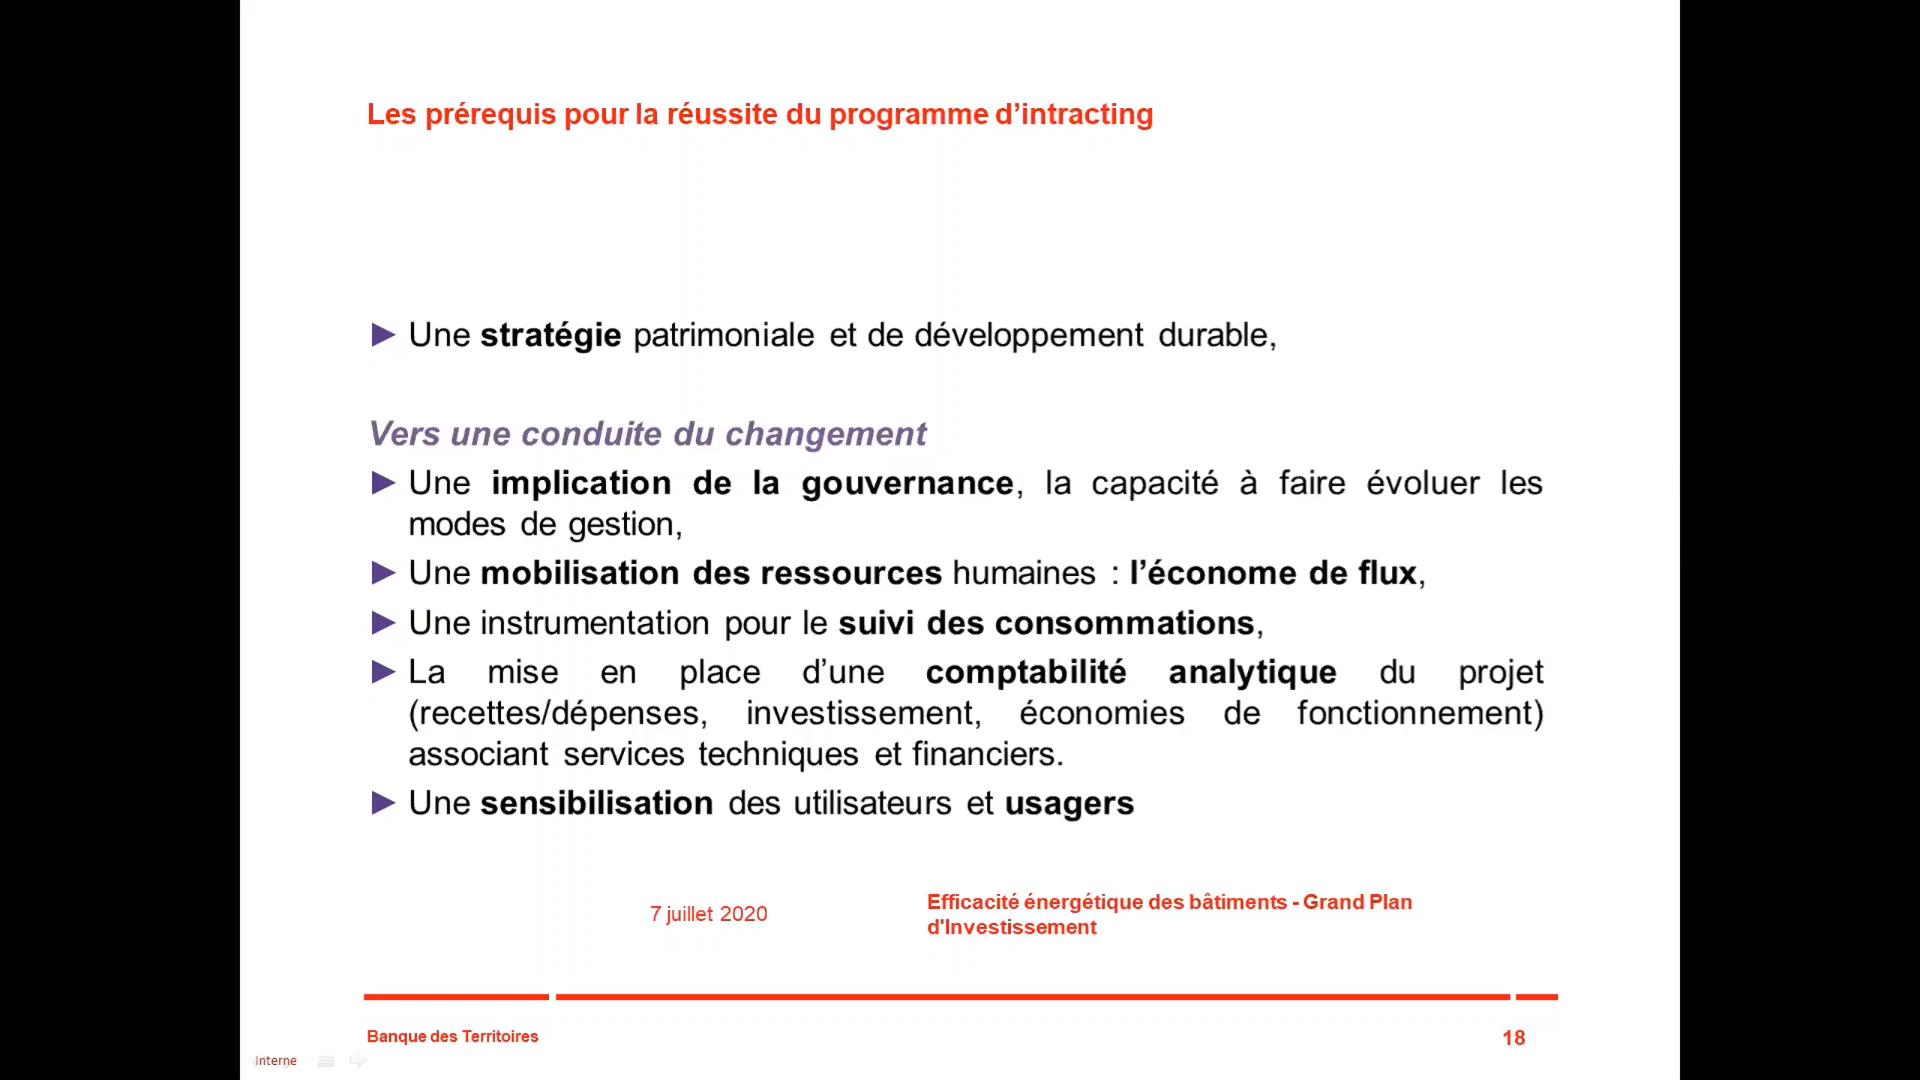 Les prérequis pour la réussite du programme d’intracting
► Une stratégie patrimoniale et de développement durable,
Vers une conduite du changement
► Une implication de la gouvernance, la capacité à faire évoluer les
modes de gestion,
► Une mobilisation des ressources humaines : l’économe de flux,
► Une instrumentation pour le suivi des consommations,
► La mise en place d’une comptabilité analytique du projet
(recettes/dépenses, investissement, économies de fonctionnement)
associant services techniques et financiers.
► Une sensibilisation des utilisateurs et usagers
7 juillet 2020
Efficacité énergétique des bâtiments - Grand Plan
d'Investissement
Banque des Territoires
18
Interne